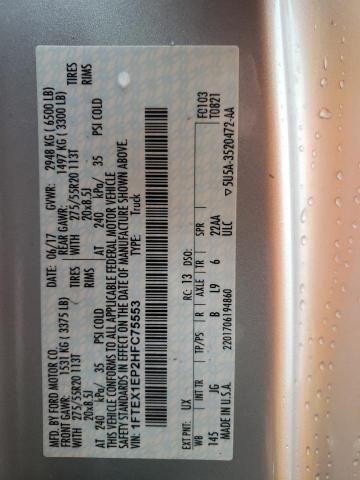 MFD. BY FORD MOTOR CO.
DATE: 06/17 GVWR: 2948 KG ( 6500 LB)
FRONT GAWR: 1531 KG ( 3375 LB) REAR GAWR: 1497 KG ( 3300 LB)
WITH 275/55R20 113T TIRES WITH 275/55R20 113T TIRES
20x8.5J RIMS 20x8.5J RIMS
AT 240 kPa/ 35 PSI COLD AT 240 kPa/ 35 PSI COLD
THIS VEHICLE CONFORMS TO ALL APPLICABLE FEDERAL MOTOR VEHICLE
SAFETY STANDARDS IN EFFECT ON THE DATE OF MANUFACTURE SHOWN ABOVE.
VIN: 1FTEX1EP2HFC75553 TYPE: Truck
F0103
T0821
EXT PNT: UX RC: 13 DSO:
WB INT TR TP/PS R AXLE TR SPR
145 JG B L9 6 22AA
ULC
2201706194860
MADE IN U.S.A.
▽5U5A-3520472-AA